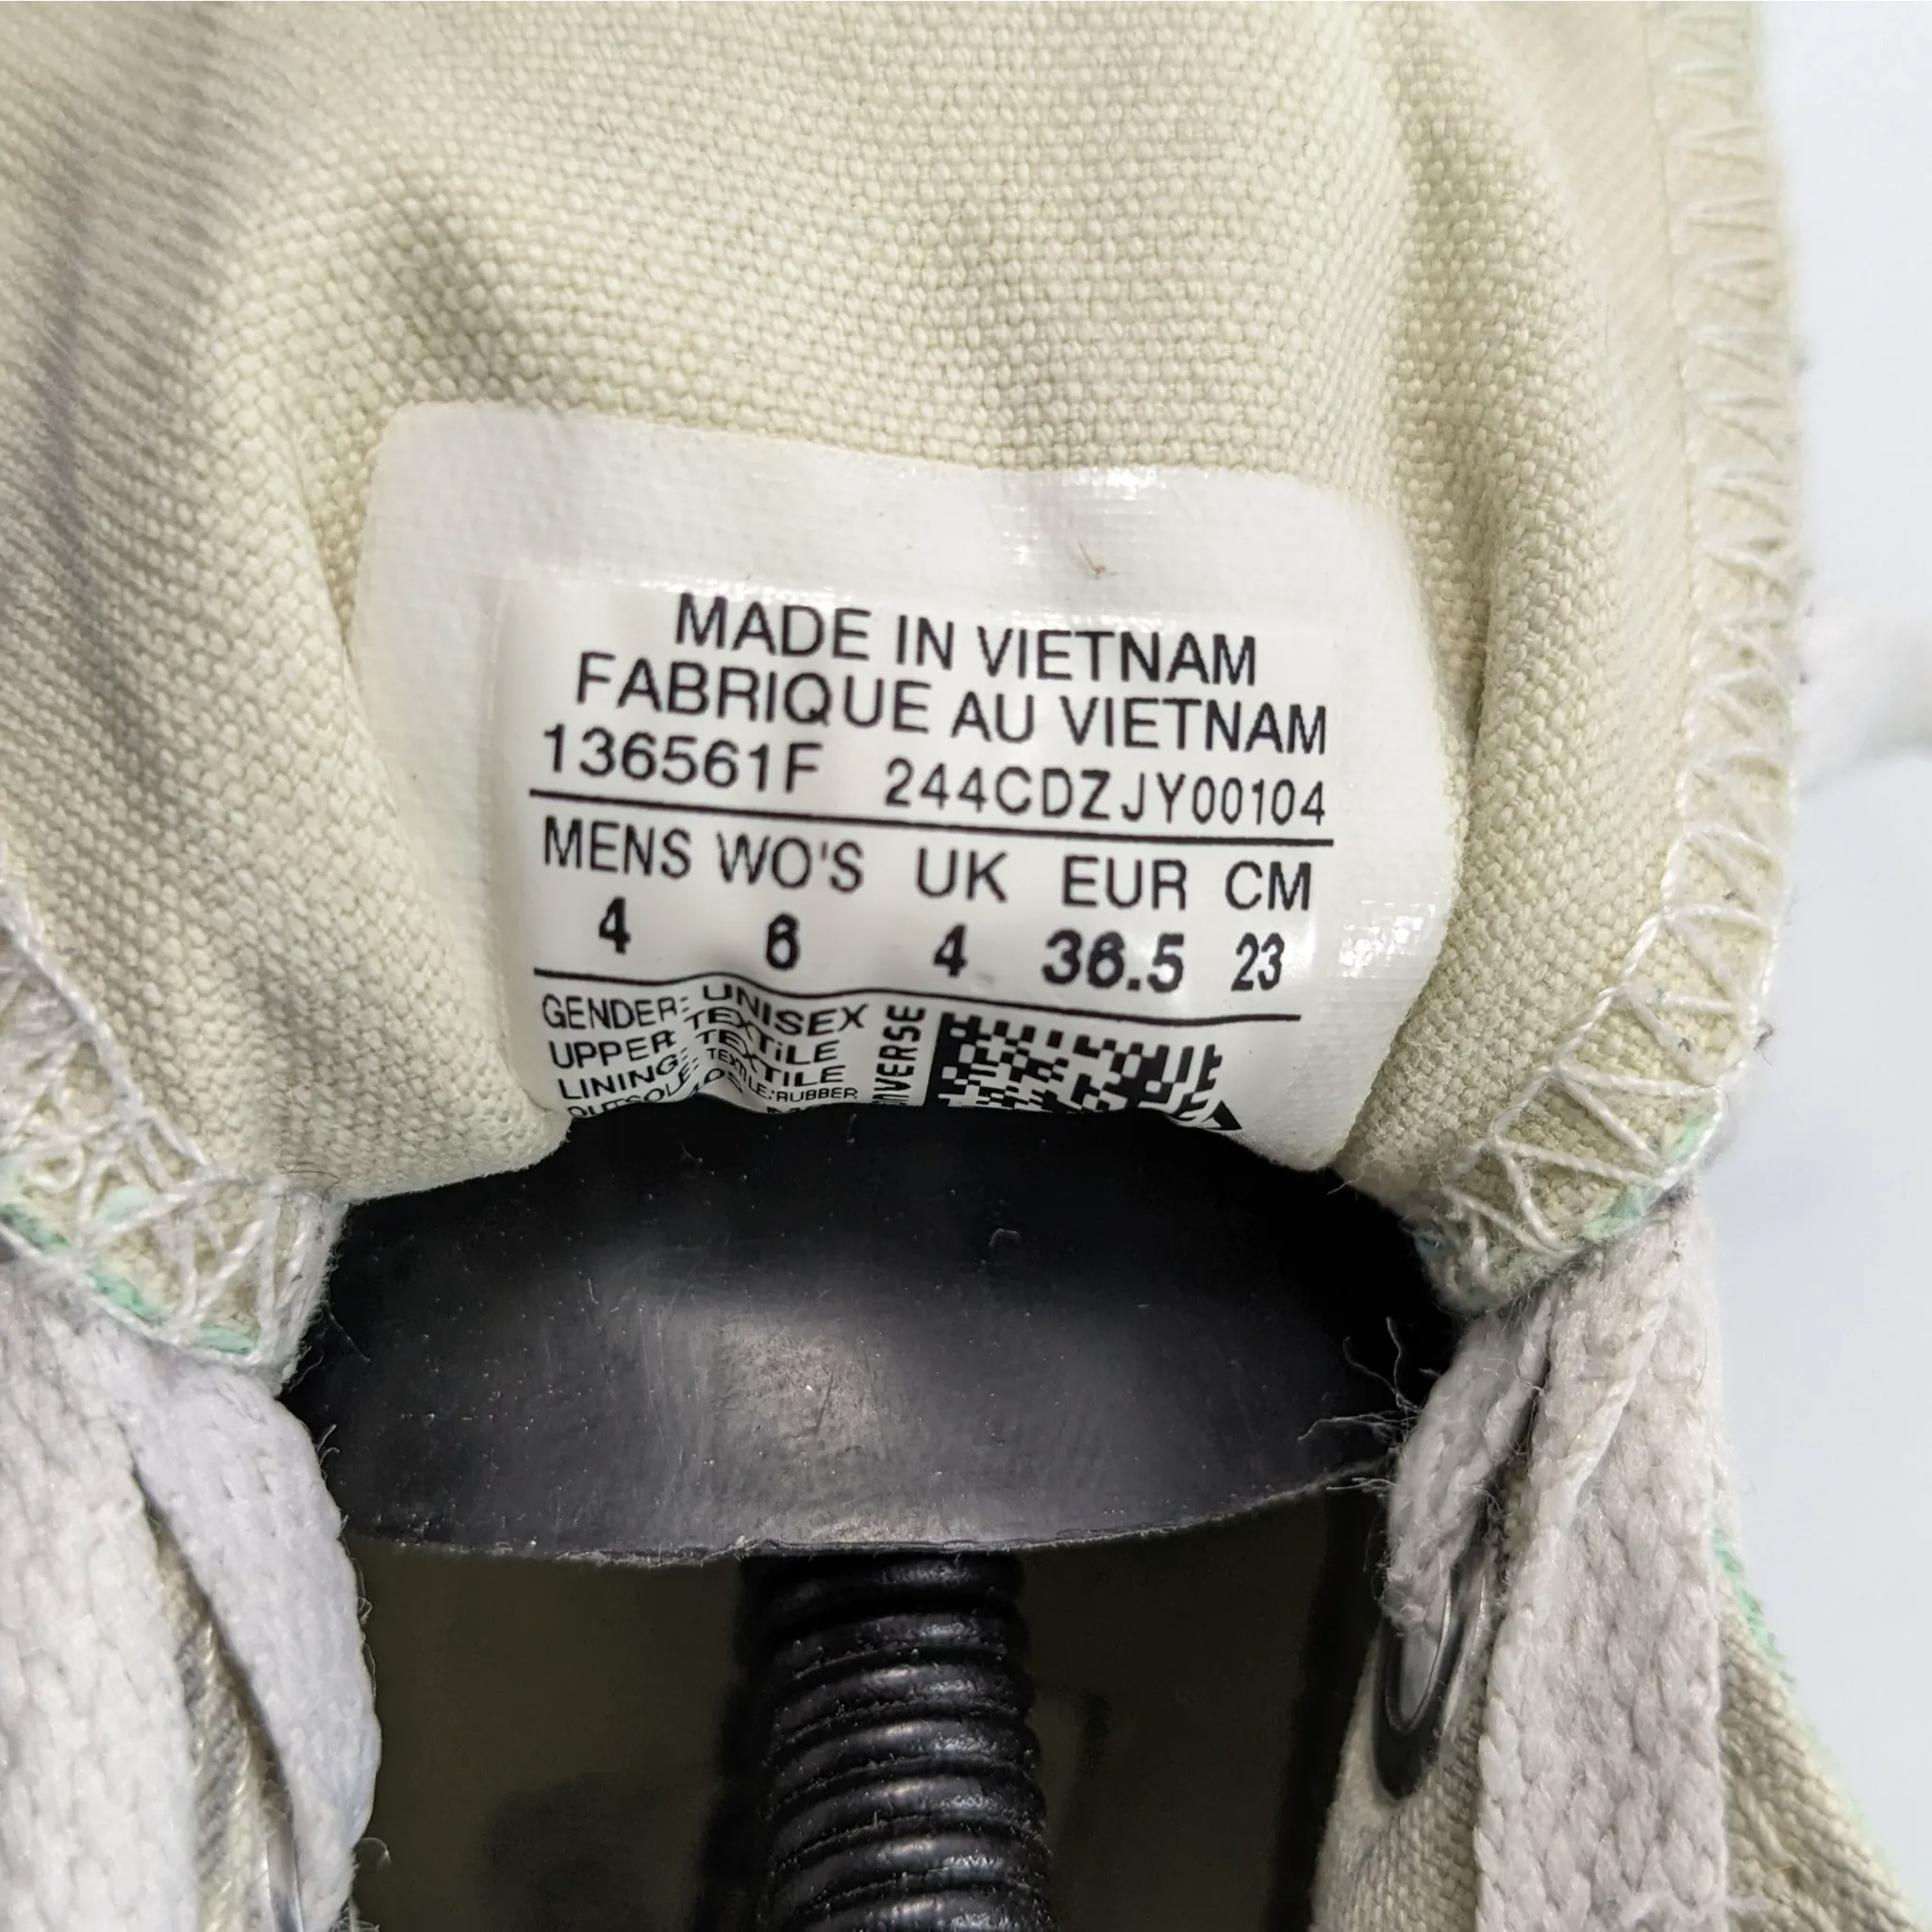 MADE IN VIETNAM
FABRIQUE AU VIETNAM
136561F 244CDZJY00104
MENS WO'S UK EUR CM
4 6 4 36.5 23
GENDER: UNISEX
UPPER: TEXTILE
LINING: TEXTILE